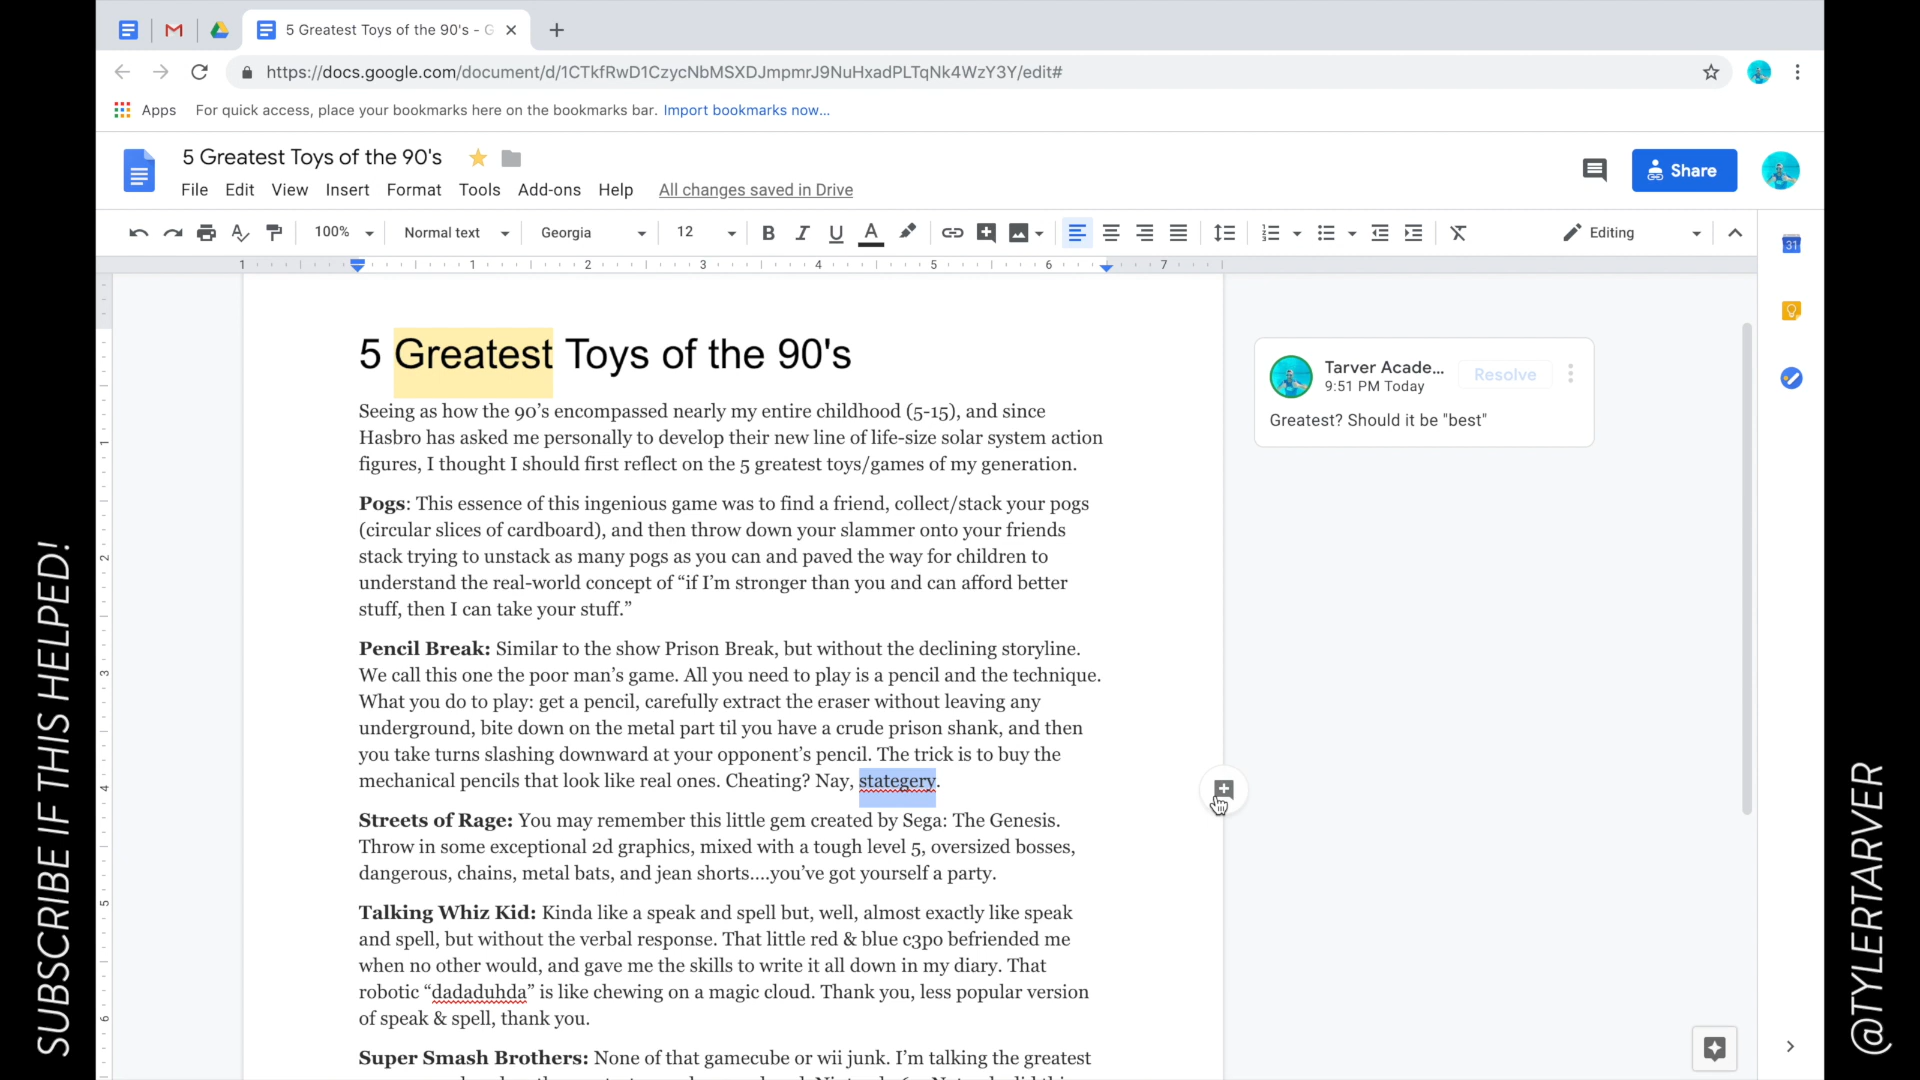 5 Greatest Toys of the 90's - G
https://docs.google.com/document/d/1CTkfRwD1CzycNbMSXDJmpmrJ9NuHxadPLTqNk4WzY3Y/edit#
Apps For quick access, place your bookmarks here on the bookmarks bar. Import bookmarks now...
5 Greatest Toys of the 90's
File Edit View Insert Format Tools Add-ons Help All changes saved in Drive
Share
100% Normal text Georgia 12 Editing
1 1 2 3 4 5 6 7
31
5 Greatest Toys of the 90's
Seeing as how the 90’s encompassed nearly my entire childhood (5-15), and since
Hasbro has asked me personally to develop their new line of life-size solar system action
figures, I thought I should first reflect on the 5 greatest toys/games of my generation.
Pogs: This essence of this ingenious game was to find a friend, collect/stack your pogs
(circular slices of cardboard), and then throw down your slammer onto your friends
stack trying to unstack as many pogs as you can and paved the way for children to
understand the real-world concept of “if I’m stronger than you and can afford better
stuff, then I can take your stuff.”
Pencil Break: Similar to the show Prison Break, but without the declining storyline.
We call this one the poor man’s game. All you need to play is a pencil and the technique.
What you do to play: get a pencil, carefully extract the eraser without leaving any
underground, bite down on the metal part til you have a crude prison shank, and then
you take turns slashing downward at your opponent’s pencil. The trick is to buy the
mechanical pencils that look like real ones. Cheating? Nay, stategery.
Streets of Rage: You may remember this little gem created by Sega: The Genesis.
Throw in some exceptional 2d graphics, mixed with a tough level 5, oversized bosses,
dangerous, chains, metal bats, and jean shorts....you’ve got yourself a party.
Talking Whiz Kid: Kinda like a speak and spell but, well, almost exactly like speak
and spell, but without the verbal response. That little red & blue c3po befriended me
when no other would, and gave me the skills to write it all down in my diary. That
robotic “dadaduhda” is like chewing on a magic cloud. Thank you, less popular version
of speak & spell, thank you.
Super Smash Brothers: None of that gamecube or wii junk. I’m talking the greatest
Tarver Acade...
Resolve
9:51 PM Today
Greatest? Should it be "best"
1
2
3
4
5
6
SUBSCRIBE IF THIS HELPED!
@TYLERTARVER